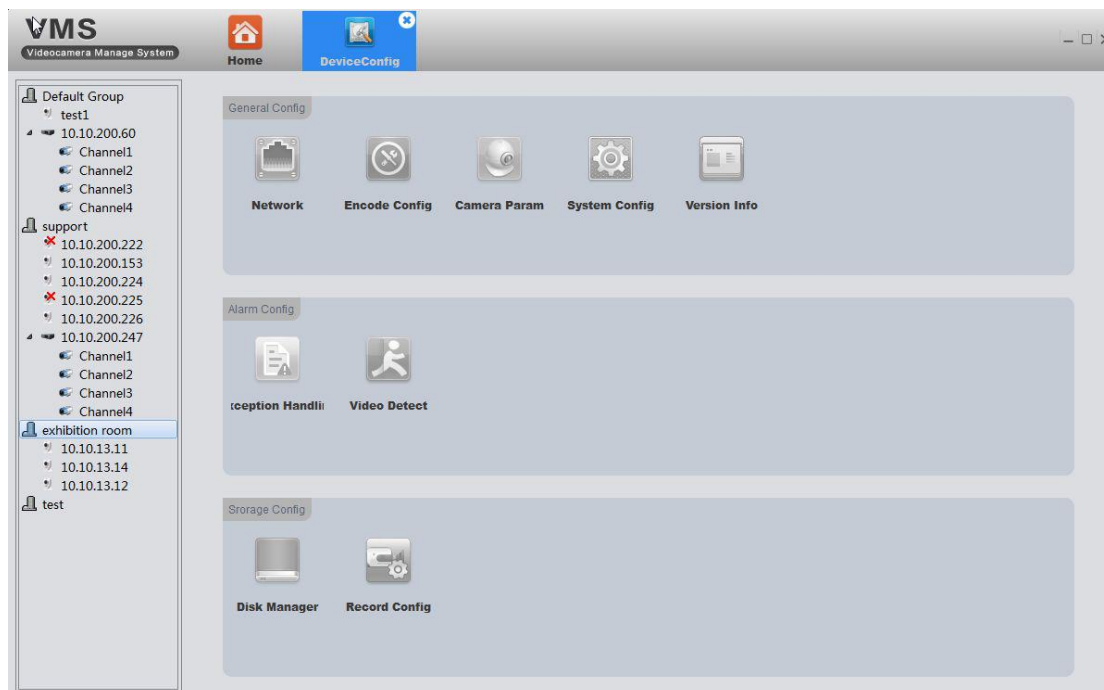 VMS
Videocamera Manage System
Home
DeviceConfig
Default Group
test1
10.10.200.60
Channel1
Channel2
Channel3
Channel4
support
10.10.200.222
10.10.200.153
10.10.200.224
10.10.200.225
10.10.200.226
10.10.200.247
Channel1
Channel2
Channel3
Channel4
exhibition room
10.10.13.11
10.10.13.14
10.10.13.12
test
General Config
Network Encode Config Camera Param System Config Version Info
Alarm Config
xception Handli Video Detect
Srorage Config
Disk Manager Record Config